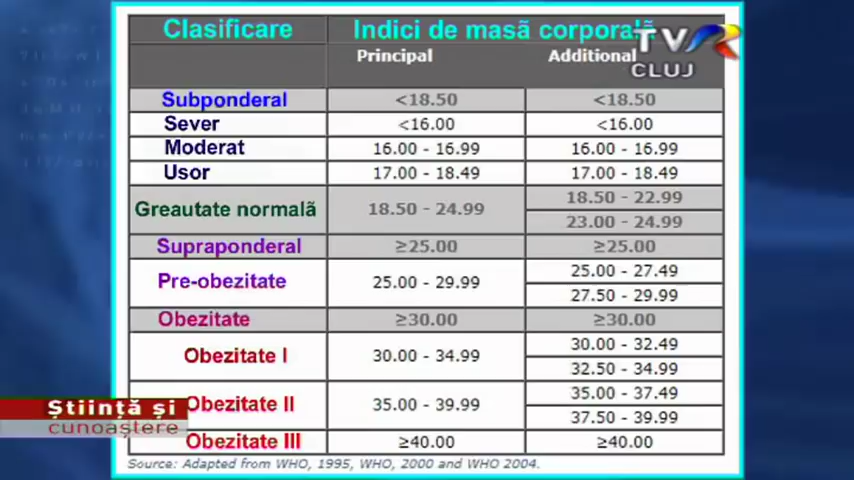 Clasificare Indici de masã corporalã
Principal Additional
TVR
CLUJ
Subponderal <18.50 <18.50
Sever <16.00 <16.00
Moderat 16.00 - 16.99 16.00 - 16.99
Usor 17.00 - 18.49 17.00 - 18.49
Greautate normalã 18.50 - 24.99 18.50 - 22.99
23.00 - 24.99
Supraponderal ≥25.00 ≥25.00
Pre-obezitate 25.00 - 29.99 25.00 - 27.49
27.50 - 29.99
Obezitate ≥30.00 ≥30.00
Obezitate I 30.00 - 34.99 30.00 - 32.49
32.50 - 34.99
Obezitate II 35.00 - 39.99 35.00 - 37.49
37.50 - 39.99
Știință și
cunoaștere
Obezitate III ≥40.00 ≥40.00
Source: Adapted from WHO, 1995, WHO, 2000 and WHO 2004.